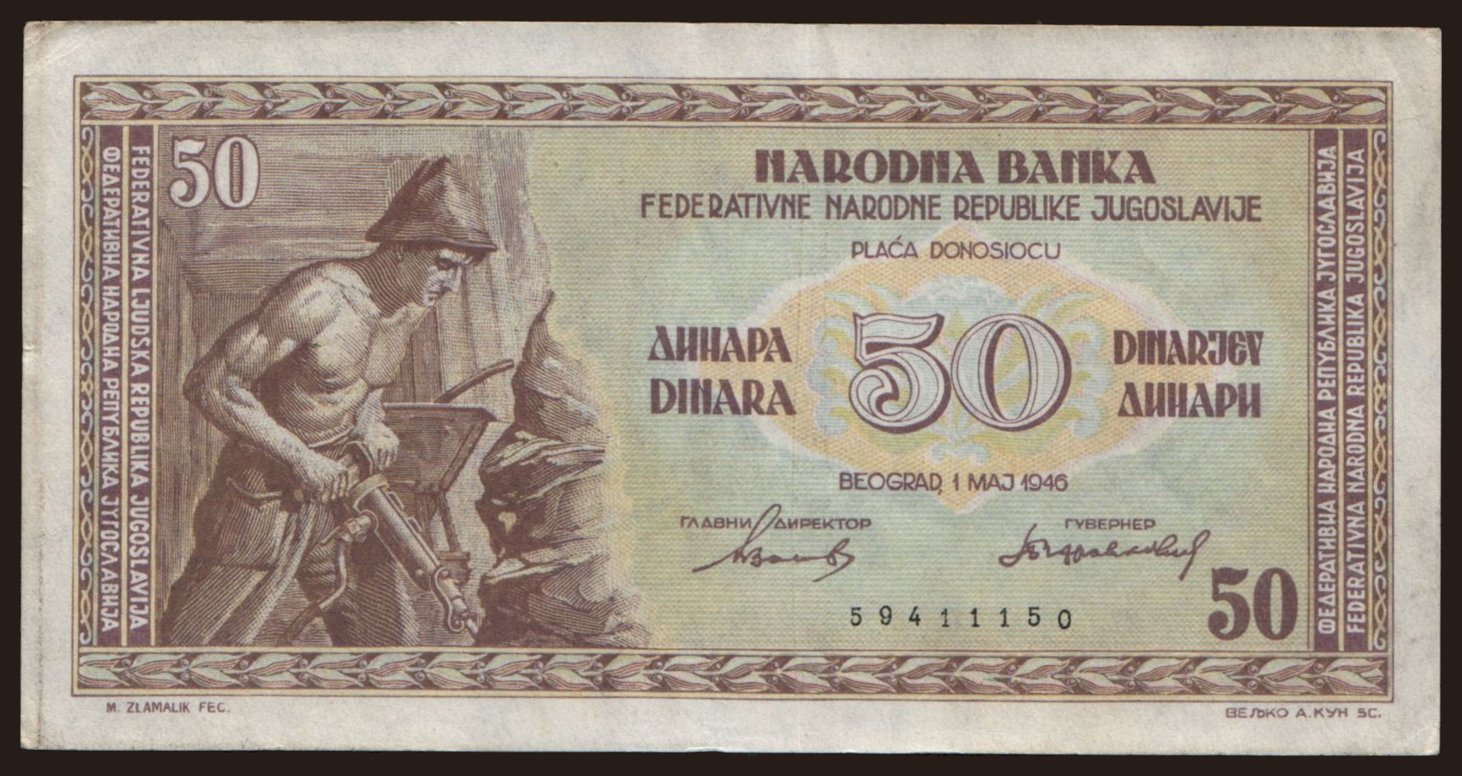 50
NARODNA BANKA
FEDERATIVNE NARODNE REPUBLIKE JUGOSLAVIJE
PLAĆA DONOSIOCU
ДИНАРА
DINARA
50
DINARJEV
ДИНАРИ
BEOGRAD, 1 MAJ 1946
ГЛАВНИ ДИРЕКТОР
ГУВЕРНЕР
59411150
50
ФЕДЕРАТИВНА НАРОДНА РЕПУБЛИКА ЈУГОСЛАВИЈА
FEDERATIVNA LJUDSKA REPUBLIKA JUGOSLAVIJA
ФЕДЕРАТИВНА НАРОДНА РЕПУБЛИКА ЈУГОСЛАВИЈА
FEDERATIVNA NARODNA REPUBLIKA JUGOSLAVIJA
M. ZLAMALIK FEC.
ВЕЉКО А. КУН SC.